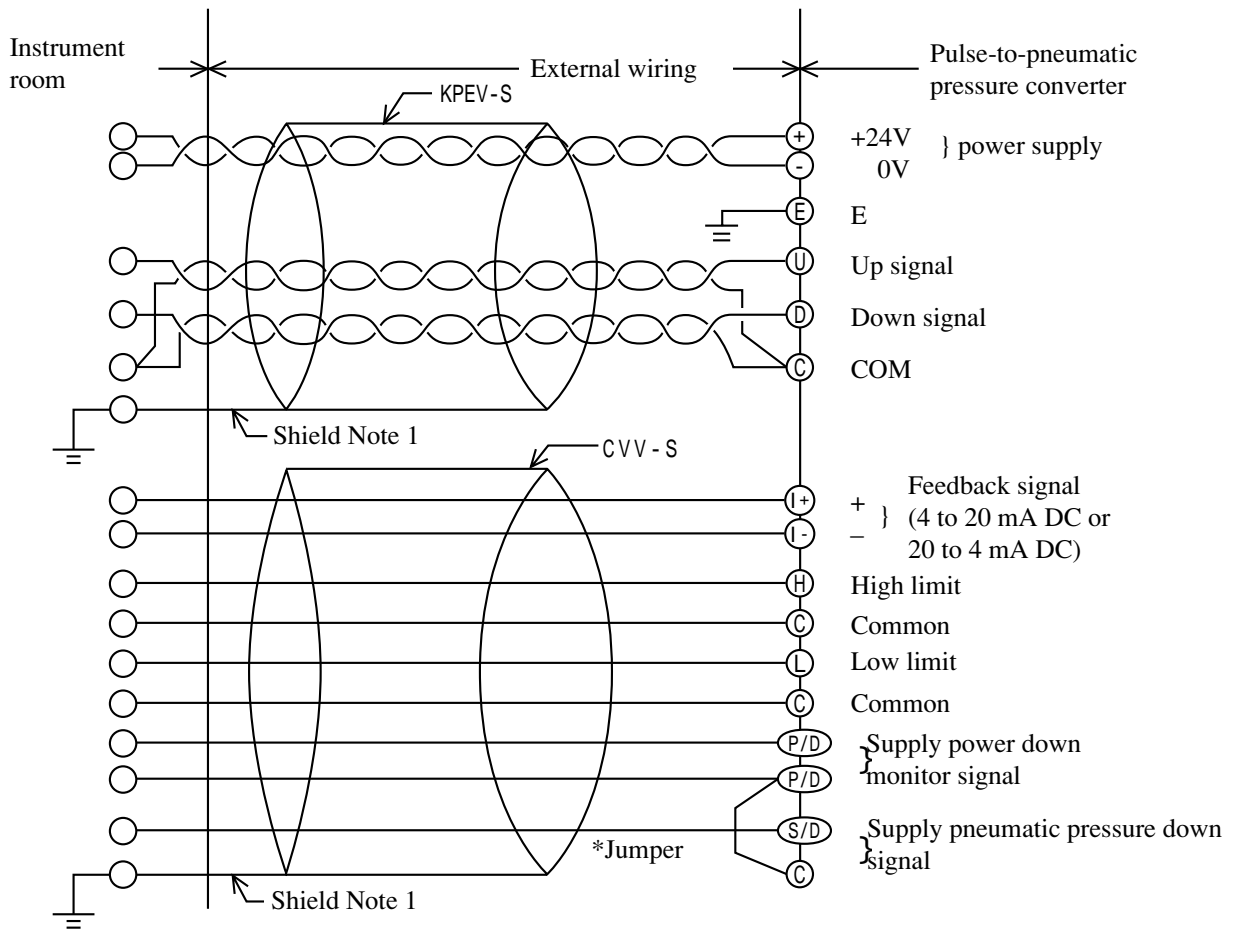 Instrument
room
External wiring
Pulse-to-pneumatic
pressure converter
KPEV-S
+ +24V } power supply
- 0V
E E
U Up signal
D Down signal
C COM
Shield Note 1
CVV-S
I+ + } Feedback signal
I- – (4 to 20 mA DC or
20 to 4 mA DC)
H High limit
C Common
L Low limit
C Common
P/D } Supply power down
P/D monitor signal
S/D } Supply pneumatic pressure down
*Jumper
C signal
Shield Note 1